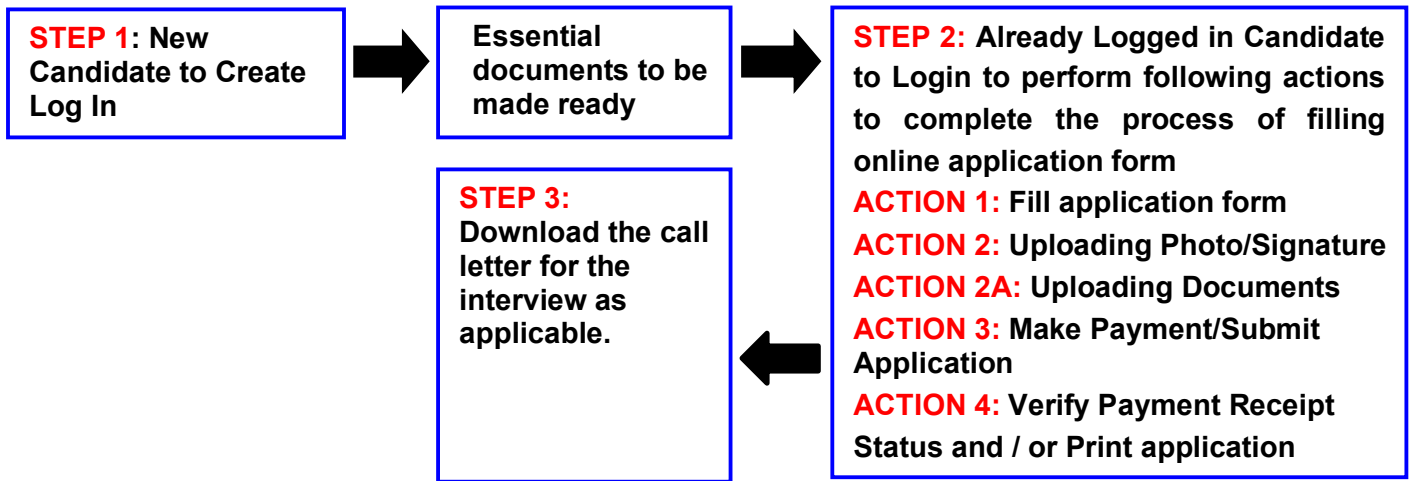 STEP 1: New
Candidate to Create
Log In
Essential
documents to be
made ready
STEP 2: Already Logged in Candidate
to Login to perform following actions
to complete the process of filling
online application form
ACTION 1: Fill application form
ACTION 2: Uploading Photo/Signature
ACTION 2A: Uploading Documents
ACTION 3: Make Payment/Submit
Application
ACTION 4: Verify Payment Receipt
Status and / or Print application
STEP 3:
Download the call
letter for the
interview as
applicable.